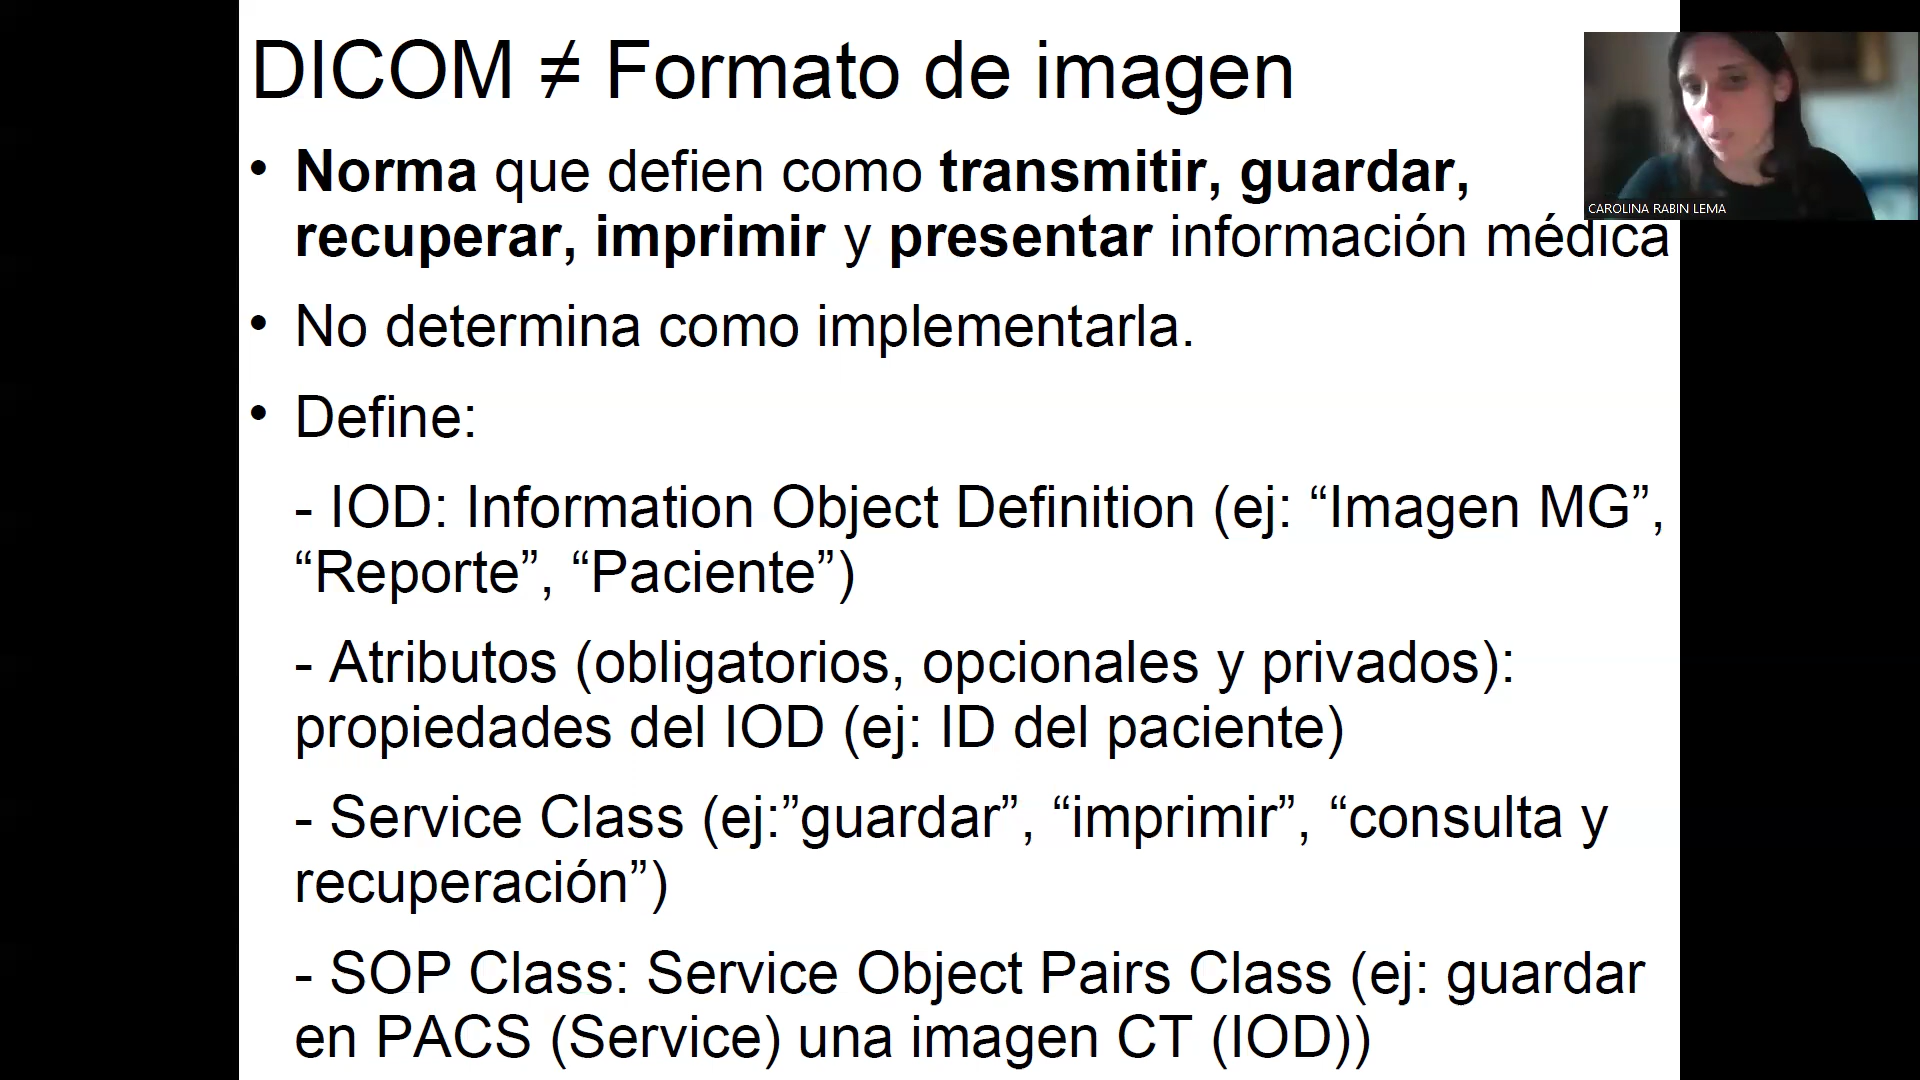 DICOM ≠ Formato de imagen
• Norma que defien como transmitir, guardar,
recuperar, imprimir y presentar información médica
• No determina como implementarla.
• Define:
- IOD: Information Object Definition (ej: “Imagen MG”,
“Reporte”, “Paciente”)
- Atributos (obligatorios, opcionales y privados):
propiedades del IOD (ej: ID del paciente)
- Service Class (ej:”guardar”, “imprimir”, “consulta y
recuperación”)
- SOP Class: Service Object Pairs Class (ej: guardar
en PACS (Service) una imagen CT (IOD))
CAROLINA RABIN LEMA